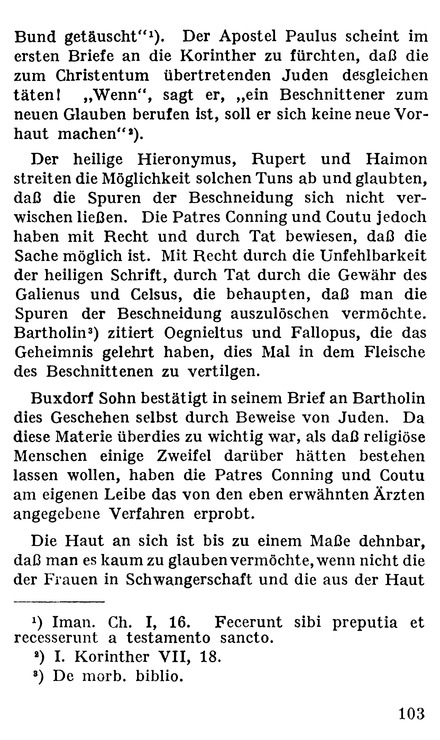 Bund getäuscht“¹). Der Apostel Paulus scheint im
ersten Briefe an die Korinther zu fürchten, daß die
zum Christentum übertretenden Juden desgleichen
täten! „Wenn“, sagt er, „ein Beschnittener zum
neuen Glauben berufen ist, soll er sich keine neue Vor-
haut machen“²).
Der heilige Hieronymus, Rupert und Haimon
streiten die Möglichkeit solchen Tuns ab und glaubten,
daß die Spuren der Beschneidung sich nicht ver-
wischen ließen. Die Patres Conning und Coutu jedoch
haben mit Recht und durch Tat bewiesen, daß die
Sache möglich ist. Mit Recht durch die Unfehlbarkeit
der heiligen Schrift, durch Tat durch die Gewähr des
Galienus und Celsus, die behaupten, daß man die
Spuren der Beschneidung auszulöschen vermöchte.
Bartholin³) zitiert Oegnieltus und Fallopus, die das
Geheimnis gelehrt haben, dies Mal in dem Fleische
des Beschnittenen zu vertilgen.
Buxdorf Sohn bestätigt in seinem Brief an Bartholin
dies Geschehen selbst durch Beweise von Juden. Da
diese Materie überdies zu wichtig war, als daß religiöse
Menschen einige Zweifel darüber hätten bestehen
lassen wollen, haben die Patres Conning und Coutu
am eigenen Leibe das von den eben erwähnten Ärzten
angegebene Verfahren erprobt.
Die Haut an sich ist bis zu einem Maße dehnbar,
daß man es kaum zu glauben vermöchte, wenn nicht die
der Frauen in Schwangerschaft und die aus der Haut
¹) Iman. Ch. I, 16. Fecerunt sibi preputia et
recesserunt a testamento sancto.
²) I. Korinther VII, 18.
³) De morb. biblio.
103